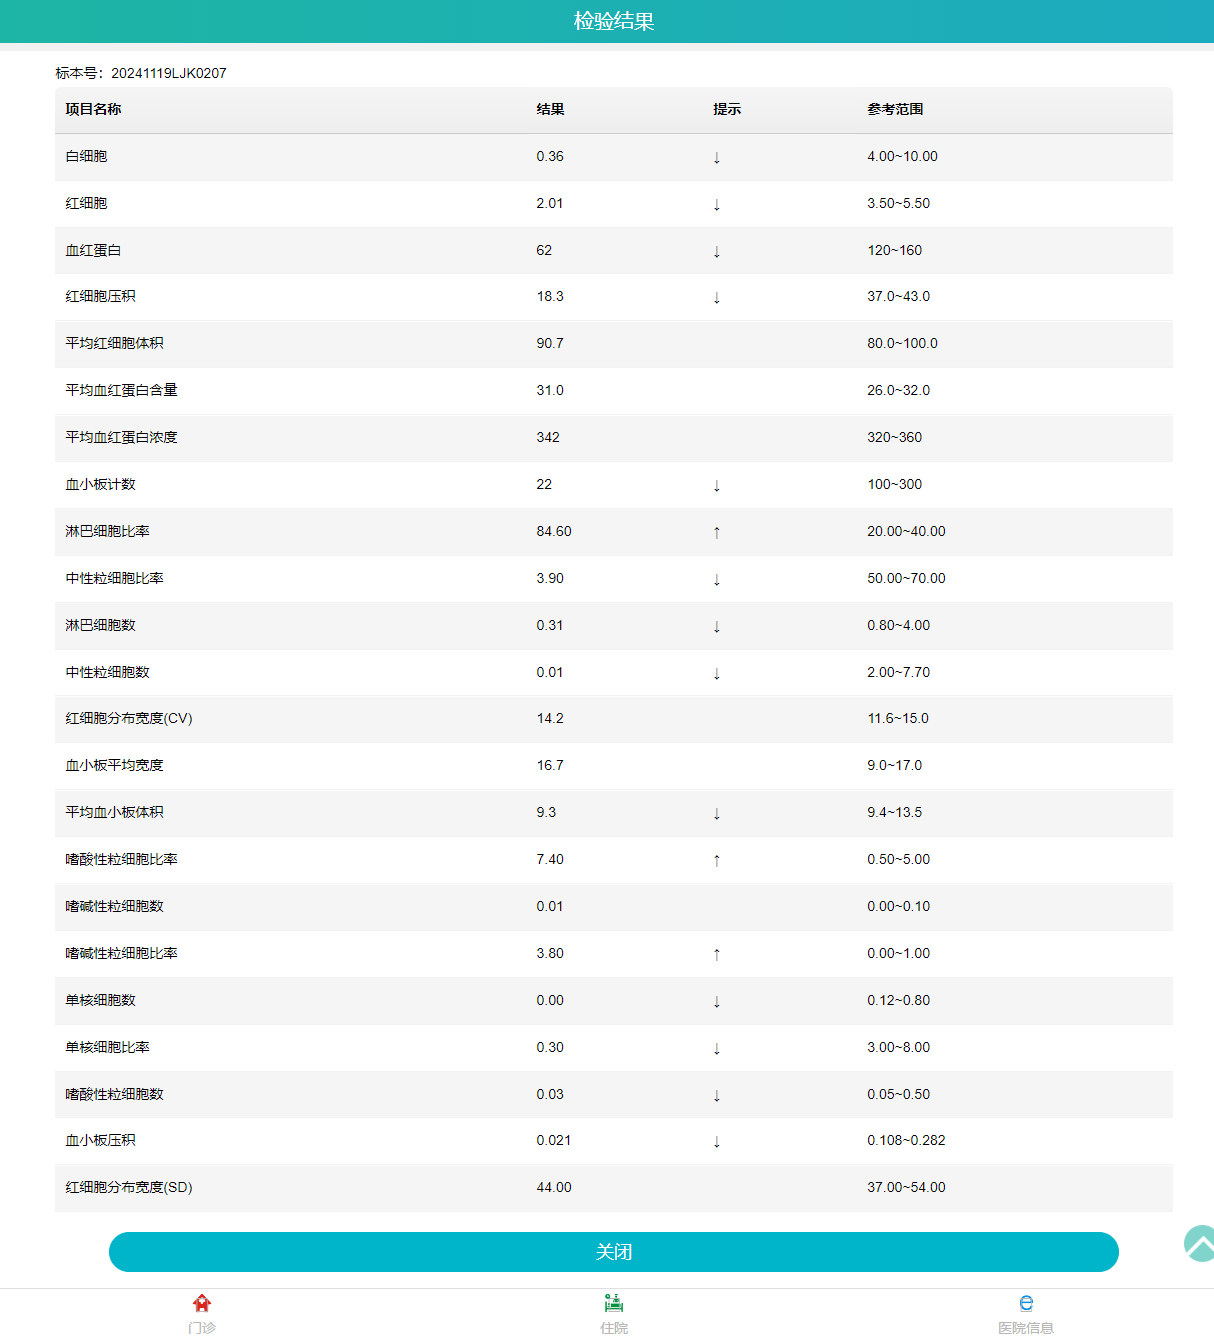 检验结果
标本号：20241119LJK0207
项目名称 结果 提示 参考范围
白细胞 0.36 ↓ 4.00~10.00
红细胞 2.01 ↓ 3.50~5.50
血红蛋白 62 ↓ 120~160
红细胞压积 18.3 ↓ 37.0~43.0
平均红细胞体积 90.7 80.0~100.0
平均血红蛋白含量 31.0 26.0~32.0
平均血红蛋白浓度 342 320~360
血小板计数 22 ↓ 100~300
淋巴细胞比率 84.60 ↑ 20.00~40.00
中性粒细胞比率 3.90 ↓ 50.00~70.00
淋巴细胞数 0.31 ↓ 0.80~4.00
中性粒细胞数 0.01 ↓ 2.00~7.70
红细胞分布宽度(CV) 14.2 11.6~15.0
血小板平均宽度 16.7 9.0~17.0
平均血小板体积 9.3 ↓ 9.4~13.5
嗜酸性粒细胞比率 7.40 ↑ 0.50~5.00
嗜碱性粒细胞数 0.01 0.00~0.10
嗜碱性粒细胞比率 3.80 ↑ 0.00~1.00
单核细胞数 0.00 ↓ 0.12~0.80
单核细胞比率 0.30 ↓ 3.00~8.00
嗜酸性粒细胞数 0.03 ↓ 0.05~0.50
血小板压积 0.021 ↓ 0.108~0.282
红细胞分布宽度(SD) 44.00 37.00~54.00
关闭
门诊 住院 医院信息